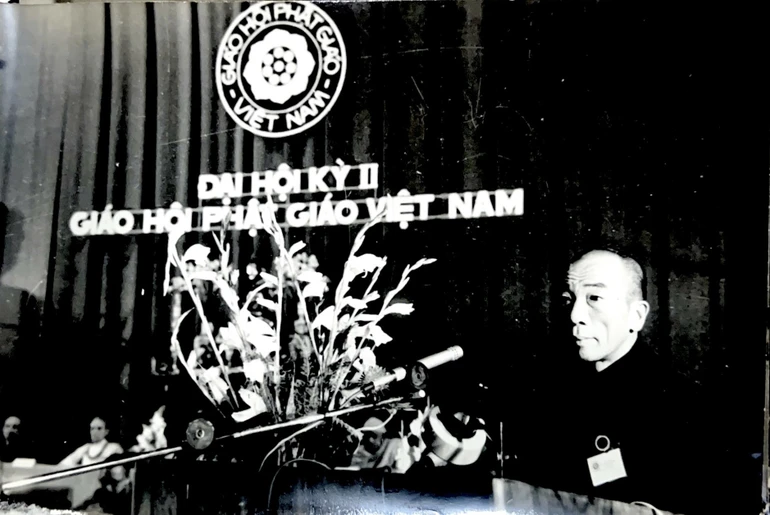 GIÁO HỘI PHẬT GIÁO
- VIỆT NAM -
ĐẠI HỘI KỲ II
GIÁO HỘI PHẬT GIÁO VIỆT NAM